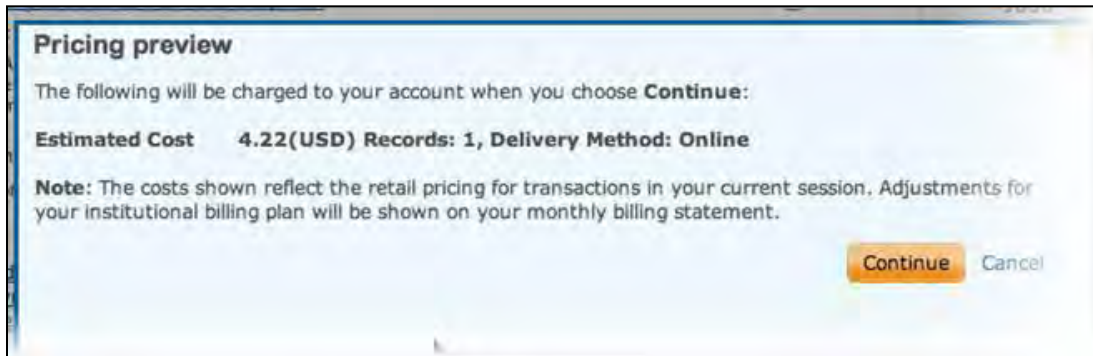 Pricing preview
The following will be charged to your account when you choose Continue:
Estimated Cost 4.22(USD) Records: 1, Delivery Method: Online
Note: The costs shown reflect the retail pricing for transactions in your current session. Adjustments for
your institutional billing plan will be shown on your monthly billing statement.
Continue Cancel